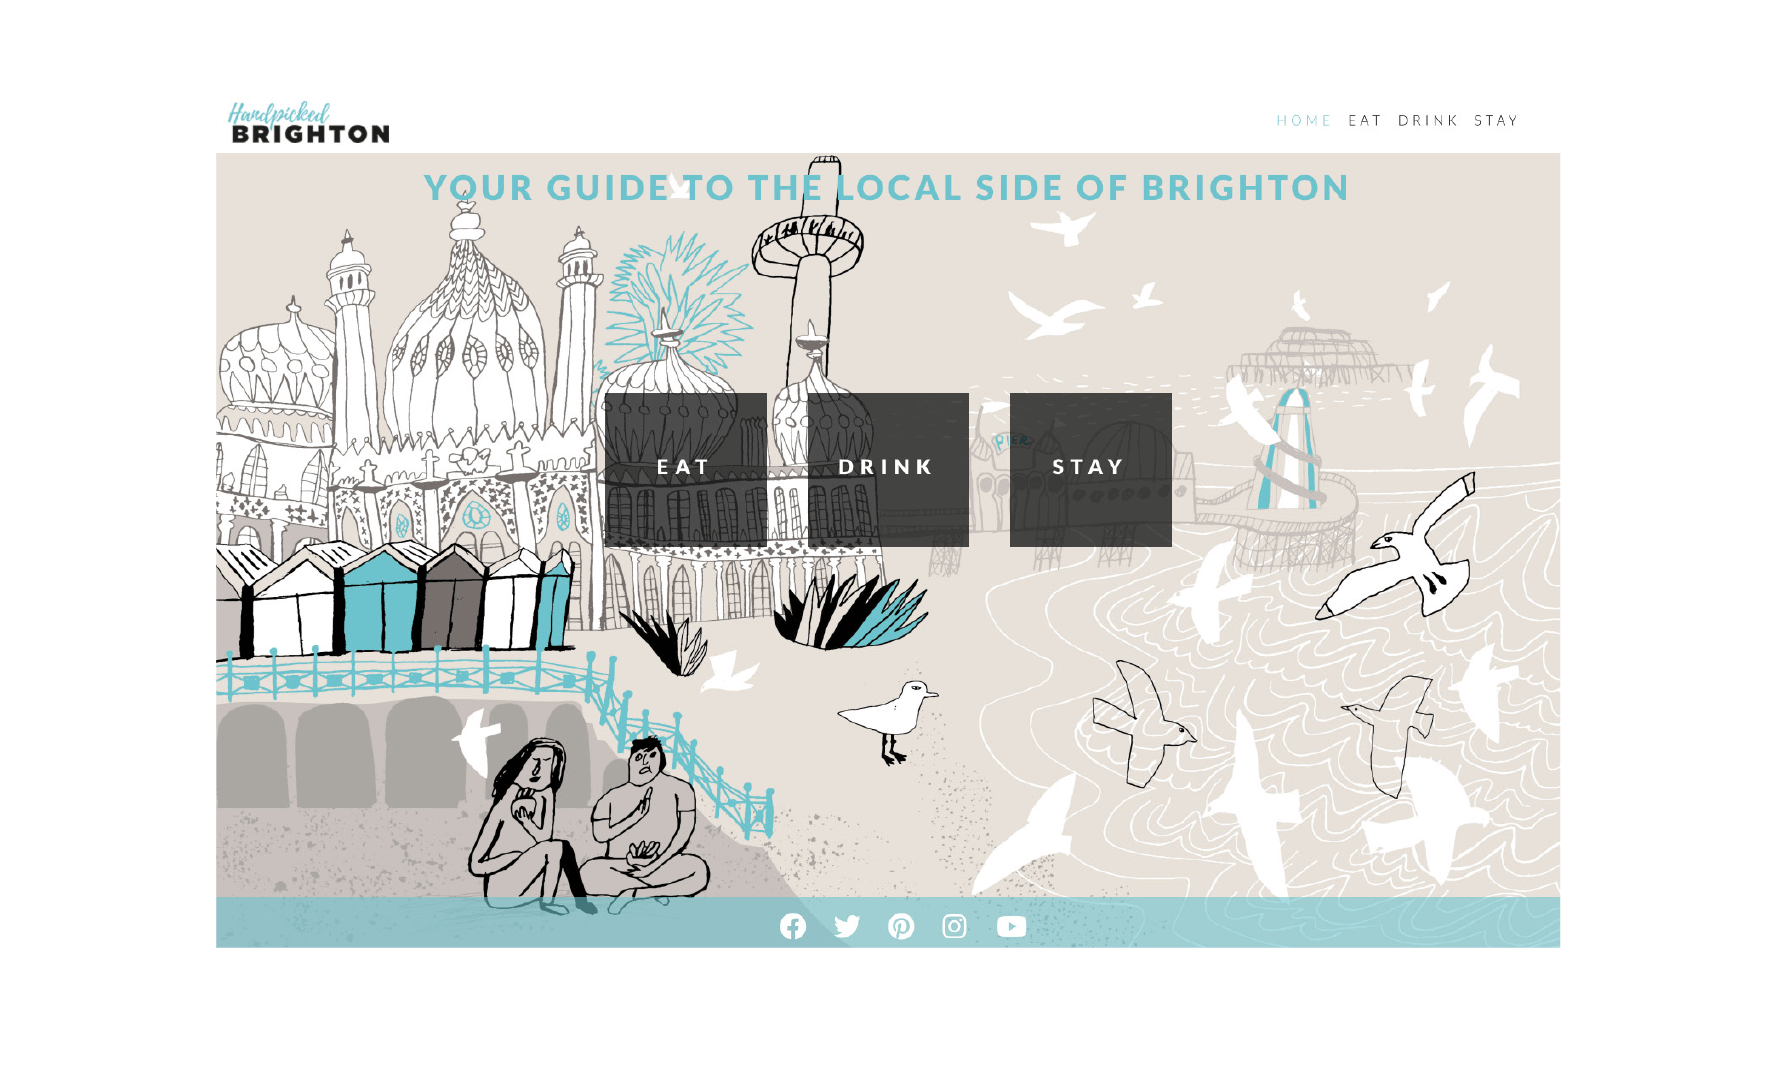 Handpicked
BRIGHTON
HOME EAT DRINK STAY
YOUR GUIDE TO THE LOCAL SIDE OF BRIGHTON
PIER
EAT DRINK STAY